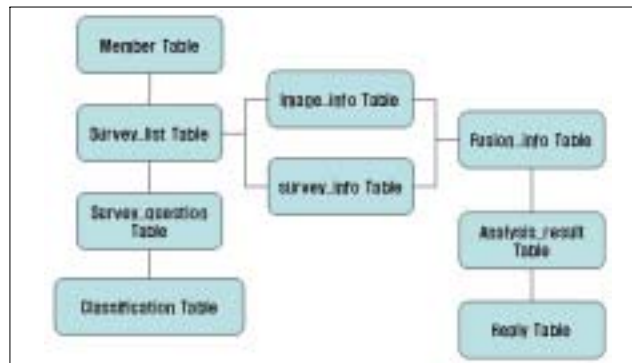 Member Table
Survey_list Table
Survey_question
Table
Classification Table
Image_info Table
survey_info Table
Fusion_info Table
Analysis_result
Table
Reply Table